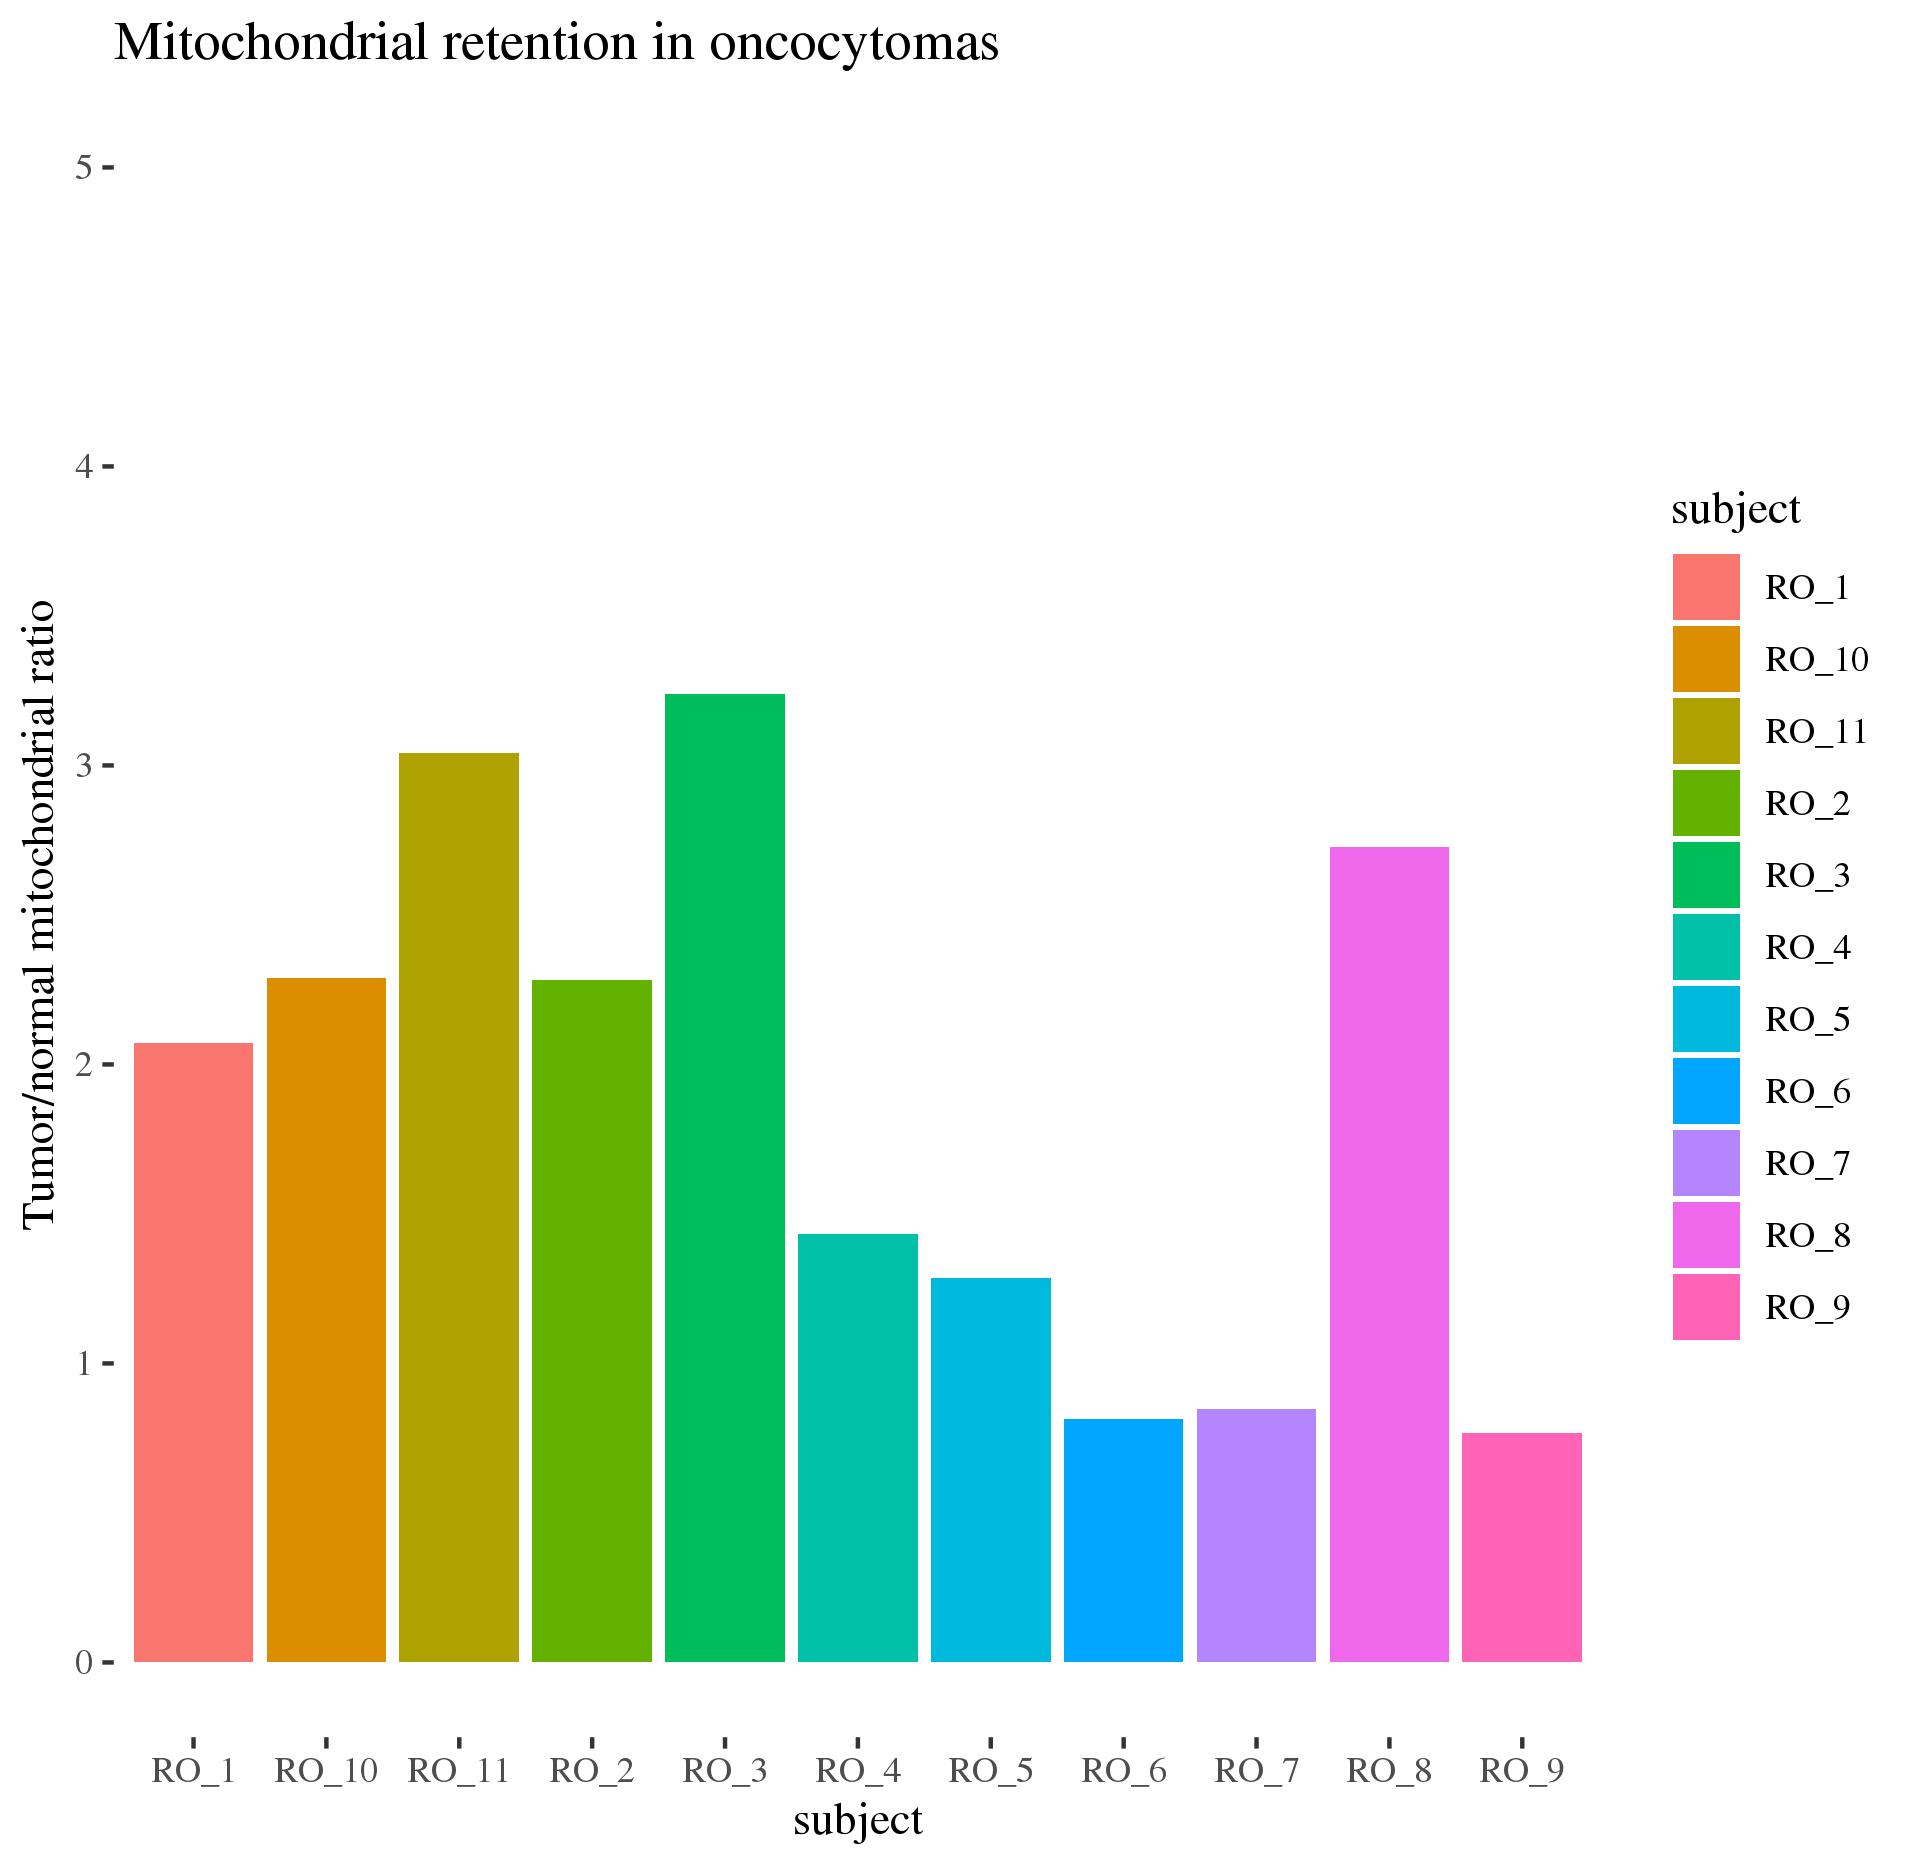 Mitochondrial retention in oncocytomas
Tumor/normal mitochondrial ratio
5
4
3
2
1
0
RO_1 RO_10 RO_11 RO_2 RO_3 RO_4 RO_5 RO_6 RO_7 RO_8 RO_9
subject
subject
RO_1
RO_10
RO_11
RO_2
RO_3
RO_4
RO_5
RO_6
RO_7
RO_8
RO_9